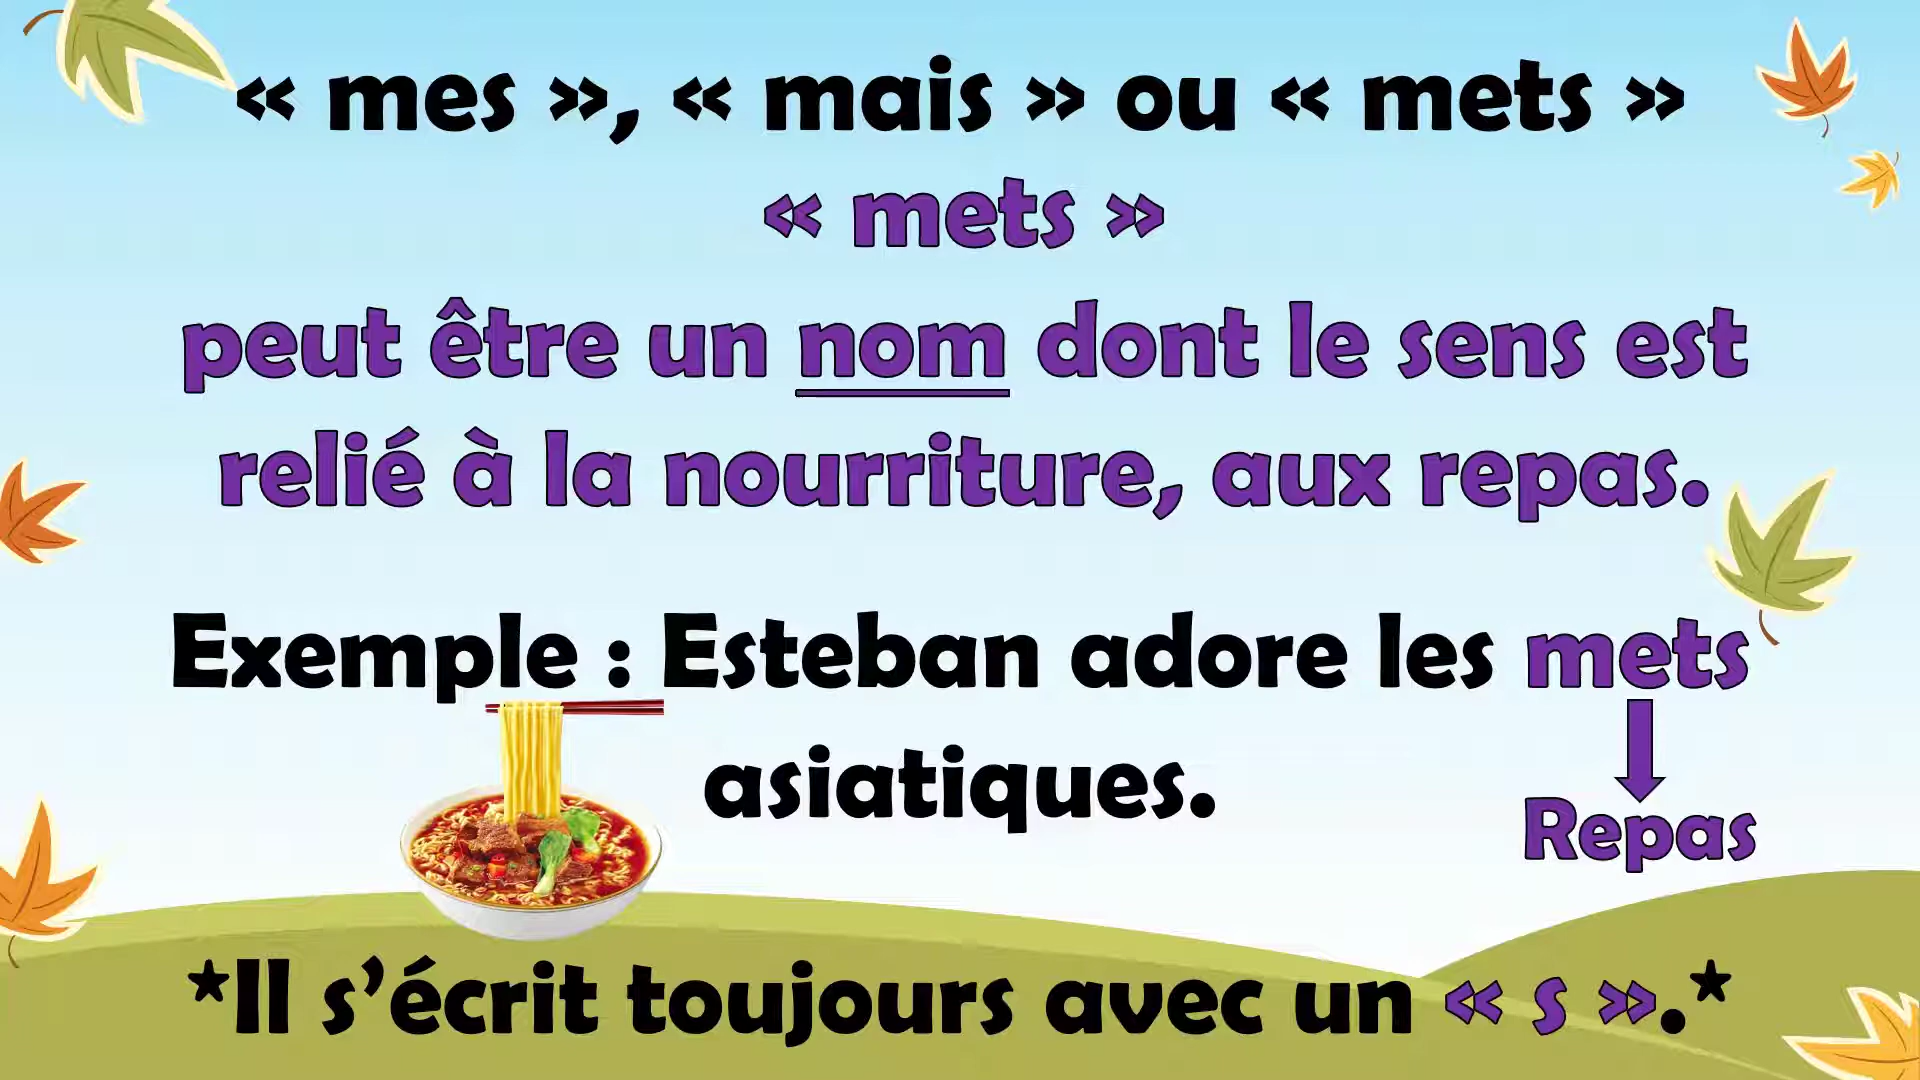 « mes », « mais » ou « mets »
« mets »
peut être un nom dont le sens est
relié à la nourriture, aux repas.
Exemple : Esteban adore les mets
asiatiques.
Repas
*Il s’écrit toujours avec un « s ».*